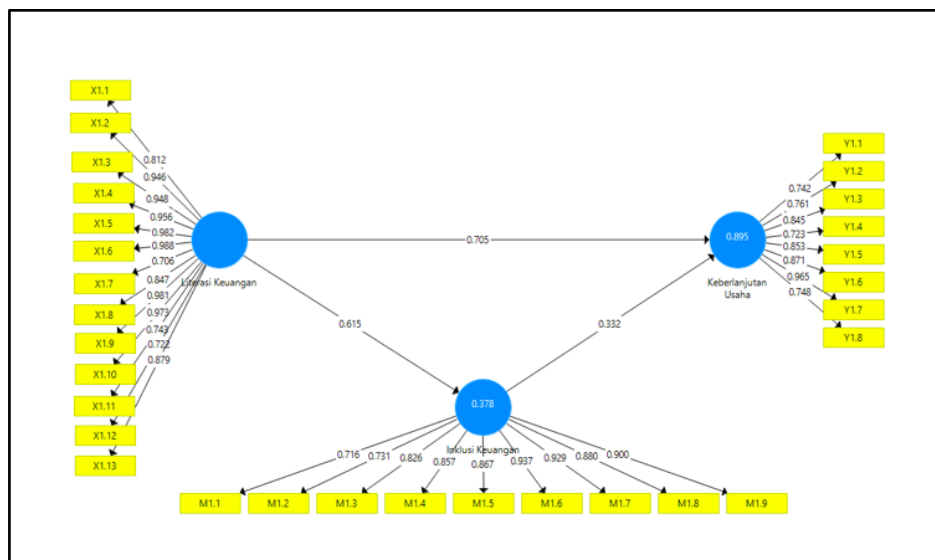 X1.1
X1.2
X1.3
X1.4
X1.5
X1.6
X1.7
X1.8
X1.9
X1.10
X1.11
X1.12
X1.13
0.812
0.946
0.948
0.956
0.982
0.988
0.706
0.847
0.981
0.973
0.743
0.722
0.879
Literasi Keuangan
0.705
0.615
0.332
0.895
Keberlanjutan
Usaha
0.742
0.761
0.845
0.723
0.853
0.871
0.965
0.748
Y1.1
Y1.2
Y1.3
Y1.4
Y1.5
Y1.6
Y1.7
Y1.8
0.378
Inklusi Keuangan
0.716
0.731
0.826
0.857
0.867
0.937
0.929
0.880
0.900
M1.1
M1.2
M1.3
M1.4
M1.5
M1.6
M1.7
M1.8
M1.9